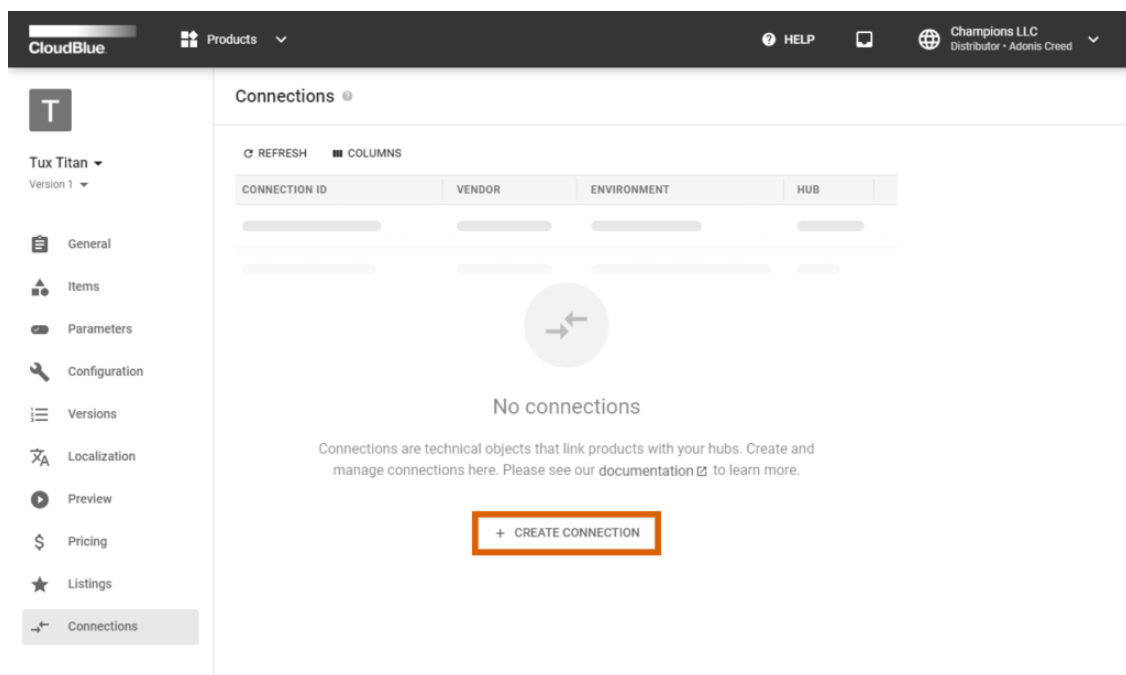 CloudBlue
Products
HELP
Champions LLC
Distributor • Adonis Creed
T
Tux Titan
Version 1
General
Items
Parameters
Configuration
Versions
Localization
Preview
Pricing
Listings
Connections
Connections
REFRESH COLUMNS
CONNECTION ID VENDOR ENVIRONMENT HUB
No connections
Connections are technical objects that link products with your hubs. Create and
manage connections here. Please see our documentation to learn more.
+ CREATE CONNECTION